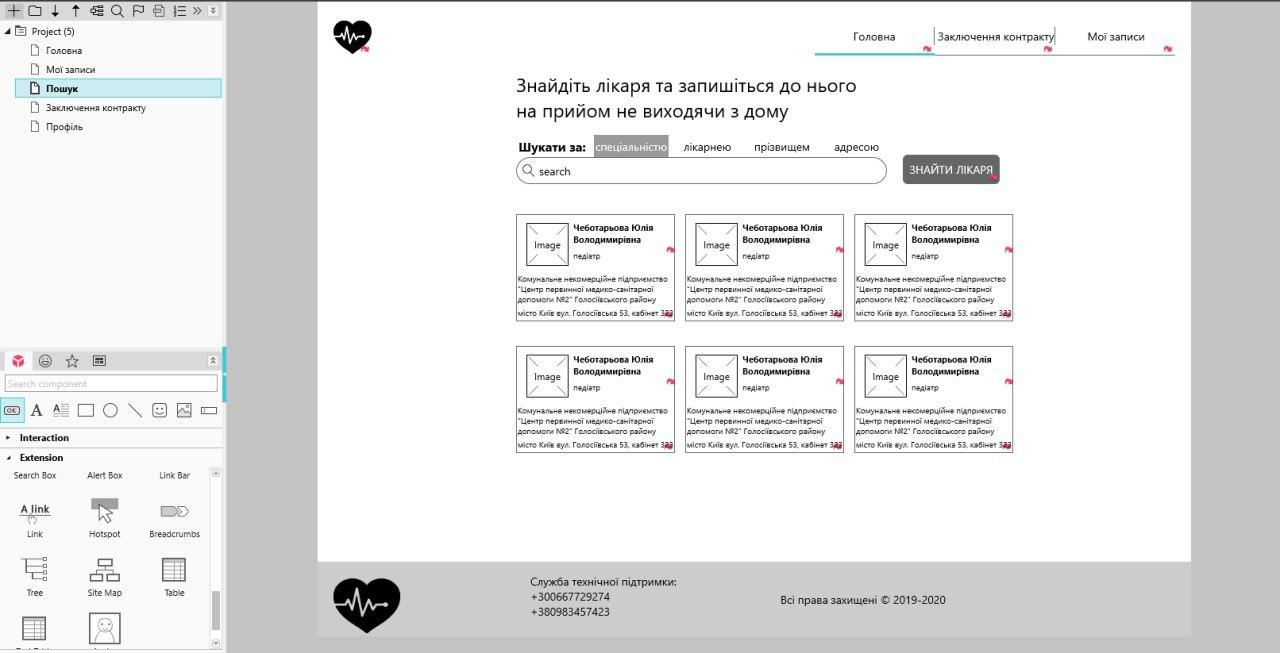 Project (5)
Головна
Мої записи
Пошук
Заключення контракту
Профіль
Search component
OK
A
Interaction
Extension
Search Box
Alert Box
Link Bar
A link
Link
Hotspot
Breadcrumbs
Tree
Site Map
Table
Головна
Заключення контракту
Мої записи
Знайдіть лікаря та запишіться до нього
на прийом не виходячи з дому
Шукати за: спеціальністю лікарнею прізвищем адресою
search
ЗНАЙТИ ЛІКАРЯ
Image
Чеботарьова Юлія
Володимирівна
педіатр
Комунальне некомерційне підприємство
"Центр первинної медико-санітарної
допомоги №2" Голосіївського району
місто Київ вул. Голосіївська 53, кабінет 323
Image
Чеботарьова Юлія
Володимирівна
педіатр
Комунальне некомерційне підприємство
"Центр первинної медико-санітарної
допомоги №2" Голосіївського району
місто Київ вул. Голосіївська 53, кабінет 323
Image
Чеботарьова Юлія
Володимирівна
педіатр
Комунальне некомерційне підприємство
"Центр первинної медико-санітарної
допомоги №2" Голосіївського району
місто Київ вул. Голосіївська 53, кабінет 323
Image
Чеботарьова Юлія
Володимирівна
педіатр
Комунальне некомерційне підприємство
"Центр первинної медико-санітарної
допомоги №2" Голосіївського району
місто Київ вул. Голосіївська 53, кабінет 323
Image
Чеботарьова Юлія
Володимирівна
педіатр
Комунальне некомерційне підприємство
"Центр первинної медико-санітарної
допомоги №2" Голосіївського району
місто Київ вул. Голосіївська 53, кабінет 323
Image
Чеботарьова Юлія
Володимирівна
педіатр
Комунальне некомерційне підприємство
"Центр первинної медико-санітарної
допомоги №2" Голосіївського району
місто Київ вул. Голосіївська 53, кабінет 323
Служба технічної підтримки:
+300667729274
+380983457423
Всі права захищені © 2019-2020